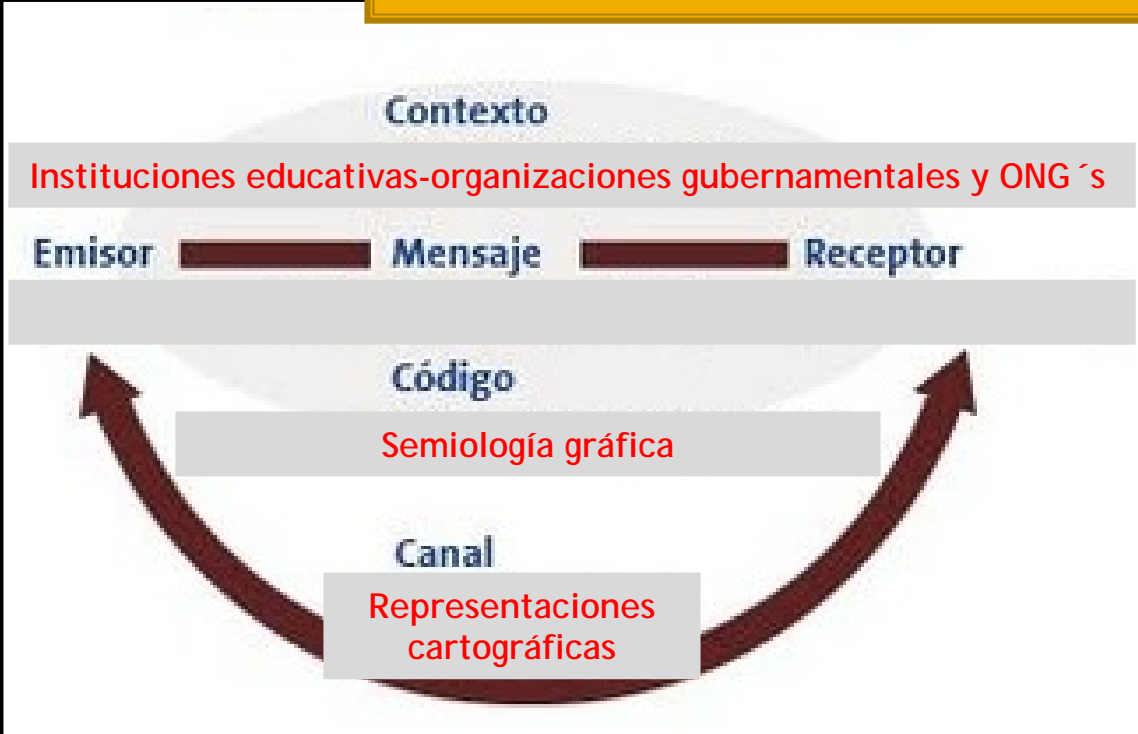 Contexto
Instituciones educativas-organizaciones gubernamentales y ONG´s
Emisor Mensaje Receptor
Código
Semiología gráfica
Canal
Representaciones
cartográficas